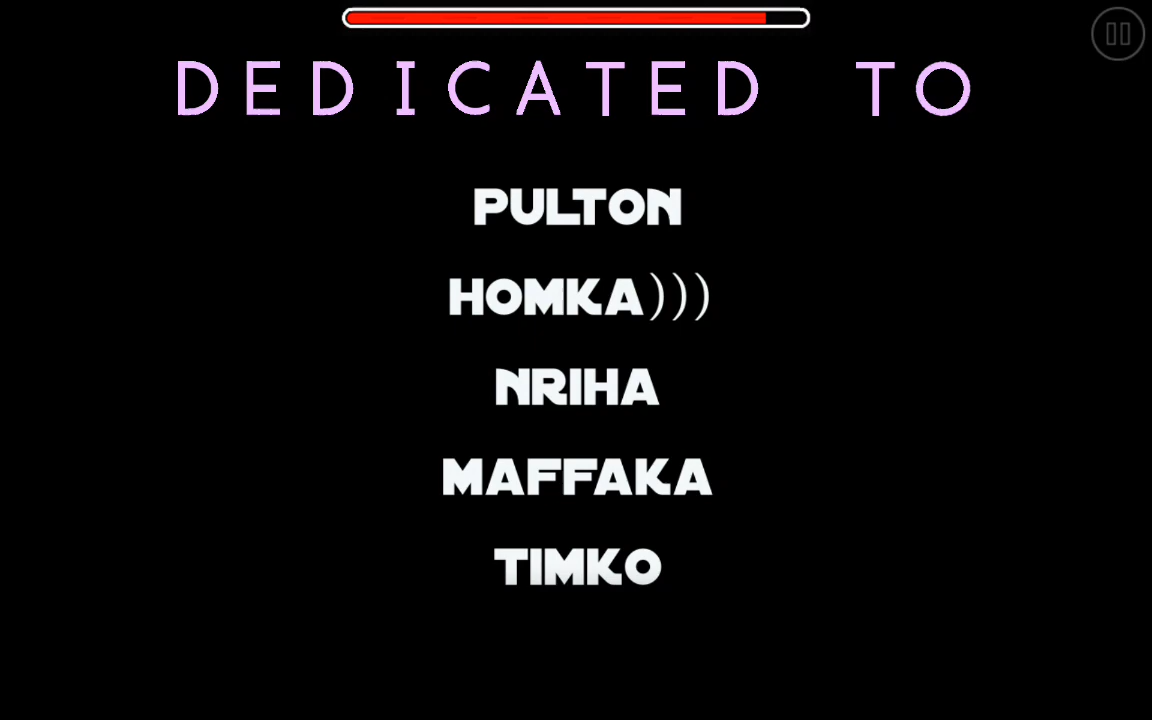 DEDICATED TO
PULTON
HOMKA)))
NRIHA
MAFFAKA
TIMKO